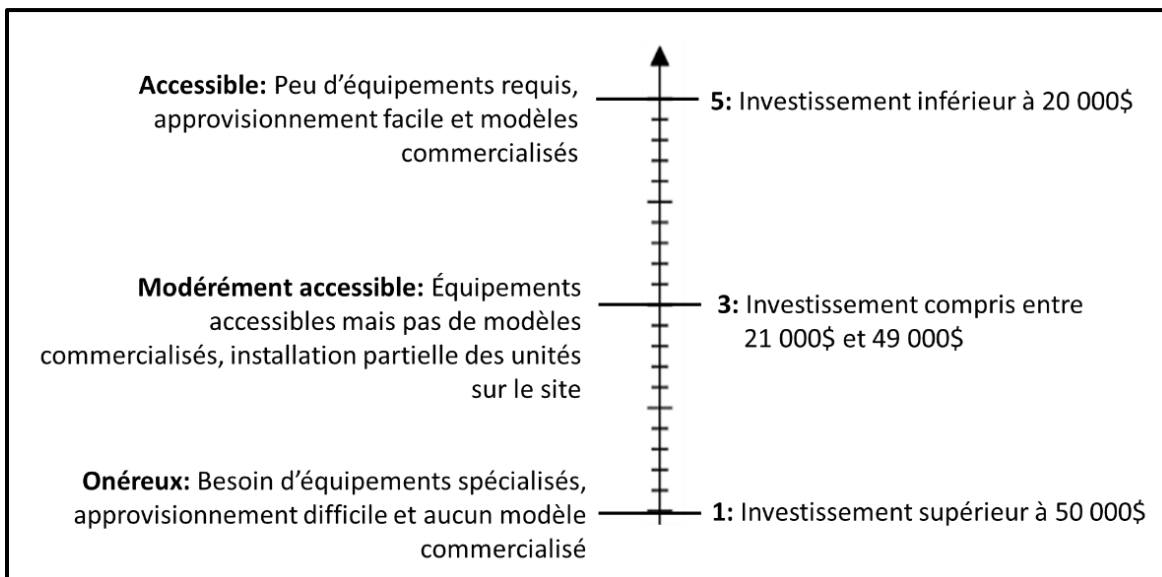 Accessible: Peu d'équipements requis,
approvisionnement facile et modèles
commercialisés
5: Investissement inférieur à 20 000$
Modérément accessible: Équipements
accessibles mais pas de modèles
commercialisés, installation partielle des unités
sur le site
3: Investissement compris entre
21 000$ et 49 000$
Onéreux: Besoin d'équipements spécialisés,
approvisionnement difficile et aucun modèle
commercialisé
1: Investissement supérieur à 50 000$